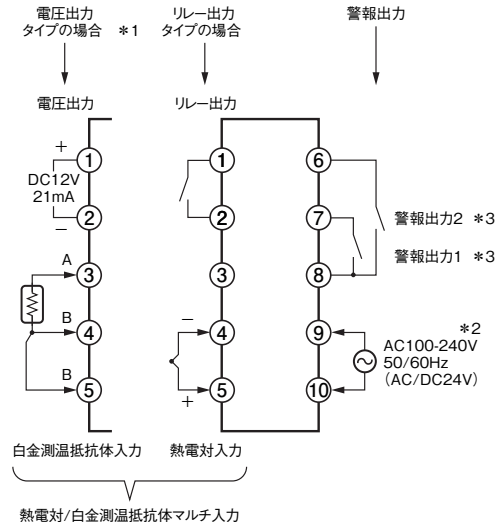 電圧出力
タイプの場合 *1
リレー出力
タイプの場合
警報出力
電圧出力
リレー出力
+
1
DC12V
21mA
2
−
A
3
B
4
B
5
1
2
3
−
4
+
5
6
7
8
9
10
警報出力2 *3
警報出力1 *3
*2
AC100-240V
50/60Hz
(AC/DC24V)
白金測温抵抗体入力
熱電対入力
熱電対/白金測温抵抗体マルチ入力